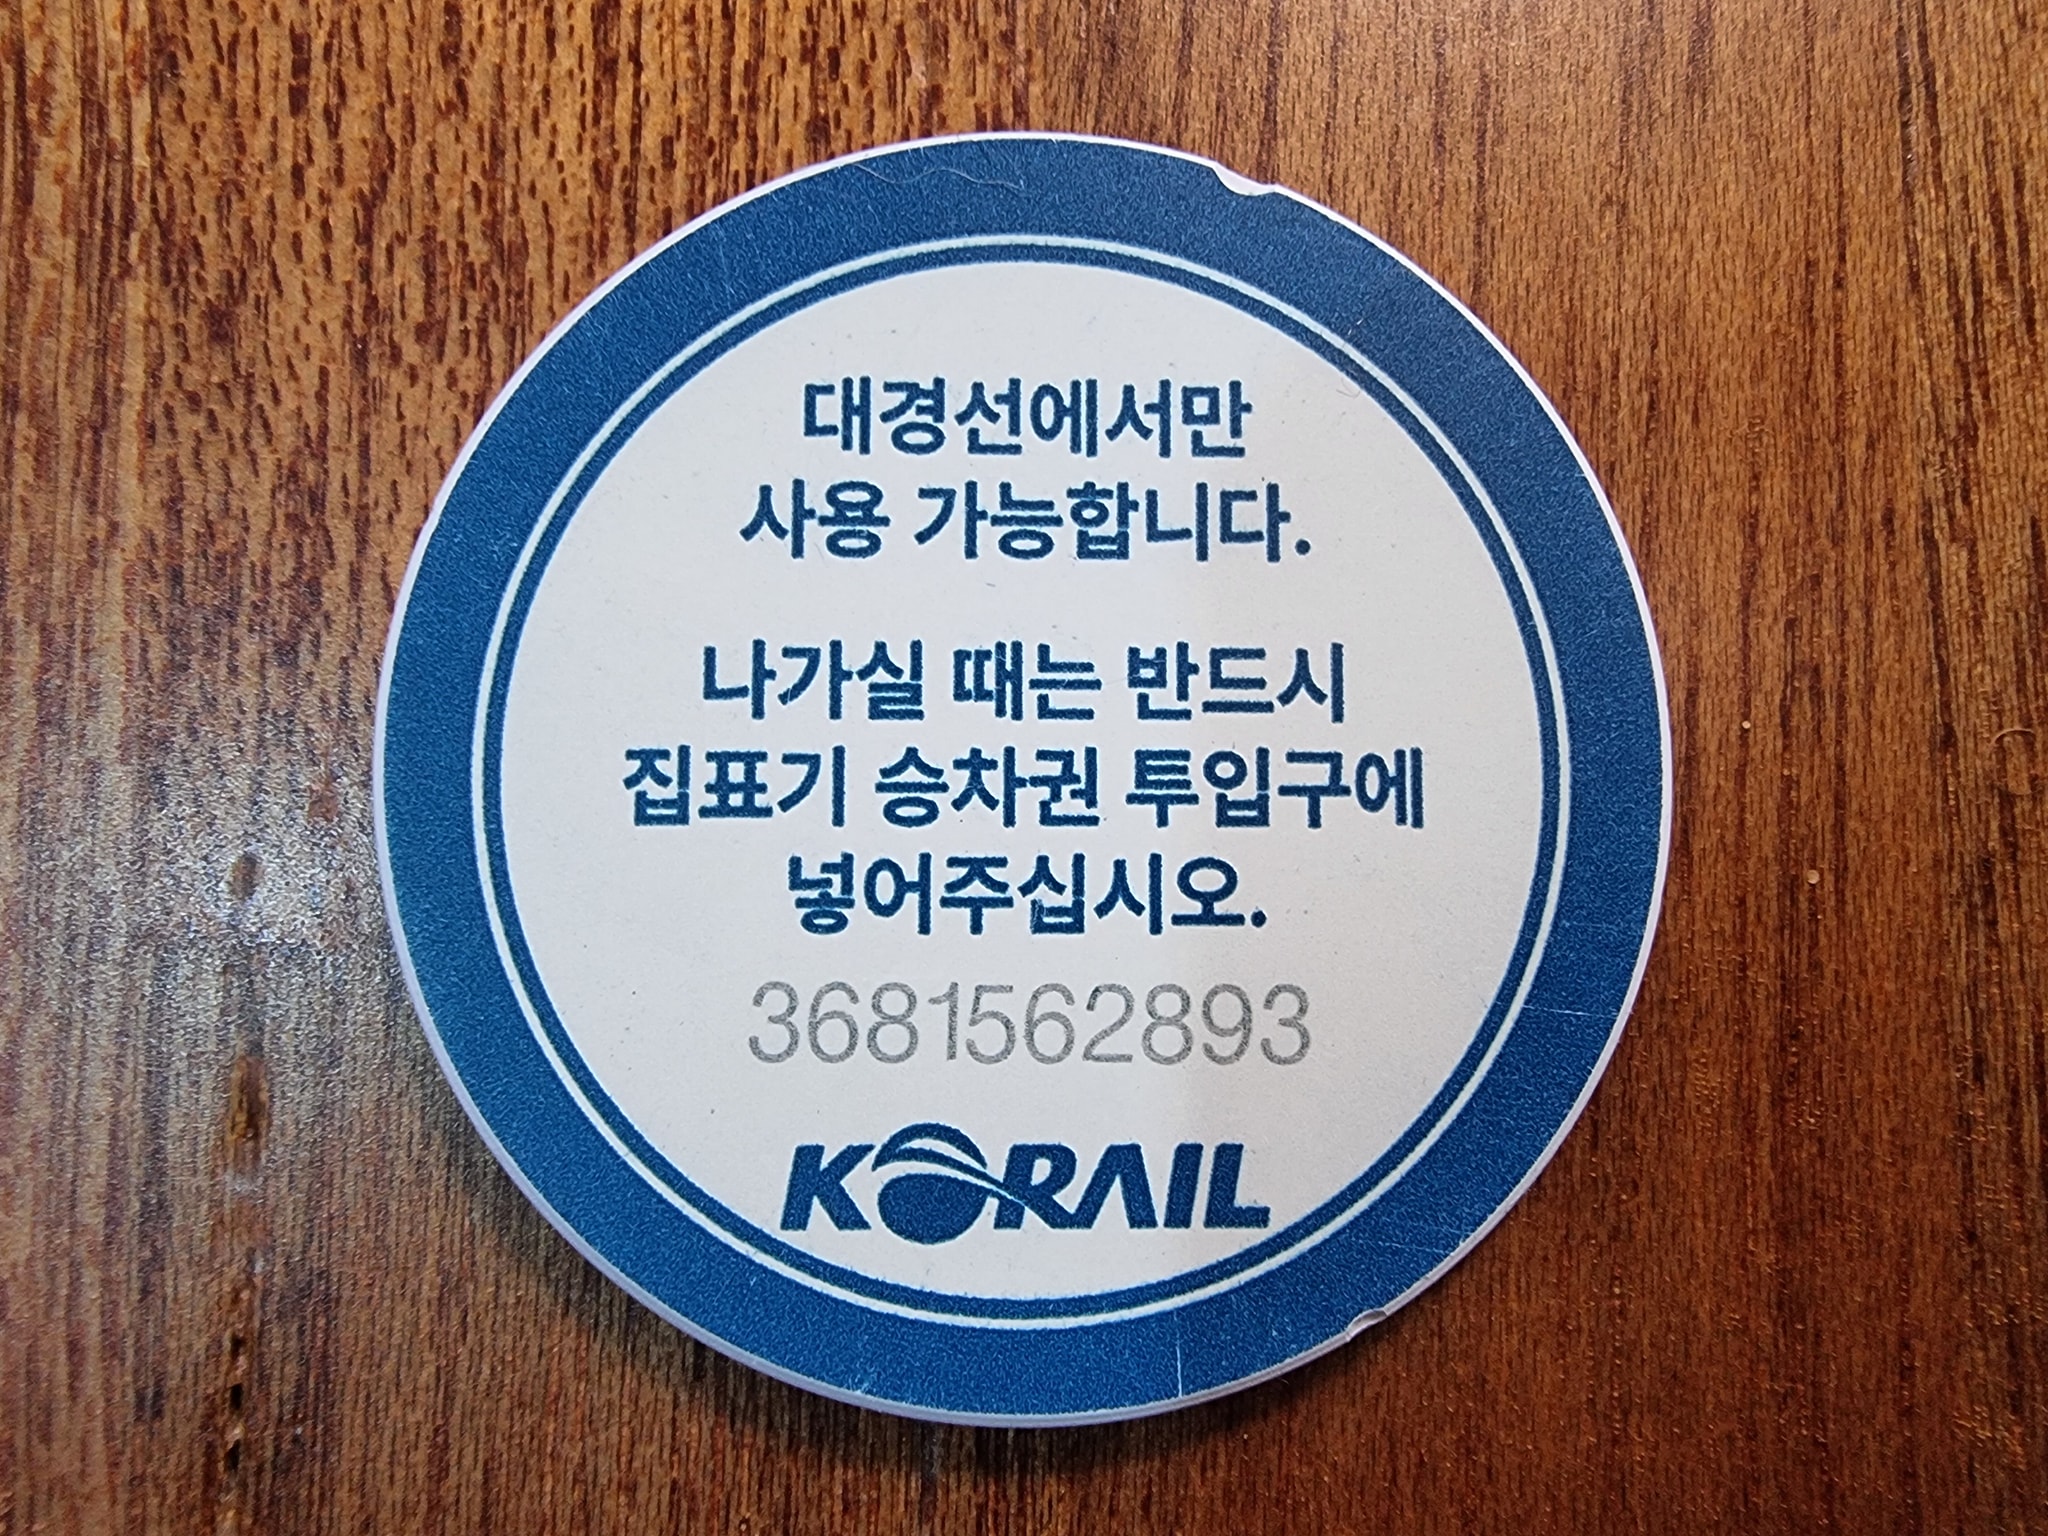 대경선에서만
사용 가능합니다.
나가실 때는 반드시
집표기 승차권 투입구에
넣어주십시오.
3681562893
KORAIL